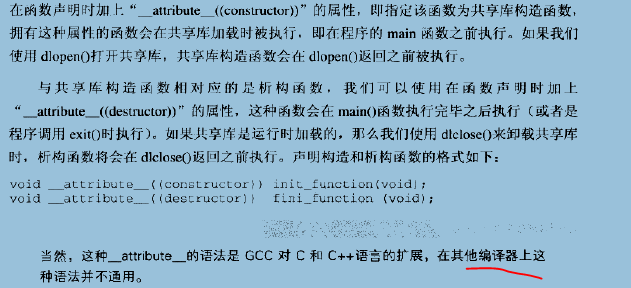 在函数声明时加上“__attribute__((constructor))”的属性，即指定该函数为共享库构造函数，
拥有这种属性的函数会在共享库加载时被执行，即在程序的 main 函数之前执行。如果我们
使用 dlopen()打开共享库，共享库构造函数会在 dlopen()返回之前被执行。
与共享库构造函数相对应的是析构函数，我们可以使用在函数声明时加上
“__attribute__((destructor))”的属性，这种函数会在 main()函数执行完毕之后执行（或者是
程序调用 exit()时执行）。如果共享库是运行时加载的，那么我们使用 dlclose()来卸载共享库
时，析构函数将会在 dlclose()返回之前执行。声明构造和析构函数的格式如下：
void __attribute__((constructor)) init_function(void);
void __attribute__((destructor)) fini_function (void);
当然，这种__attribute__的语法是 GCC 对 C 和 C++语言的扩展，在其他编译器上这
种语法并不通用。